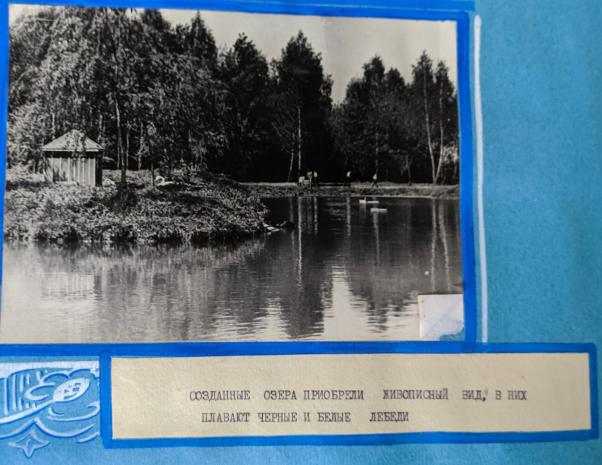 СОЗДАННЫЕ ОЗЕРА ПРИОБРЕЛИ ЖИВОПИСНЫЙ ВИД, В НИХ
ПЛАВАЮТ ЧЕРНЫЕ И БЕЛЫЕ ЛЕБЕДИ